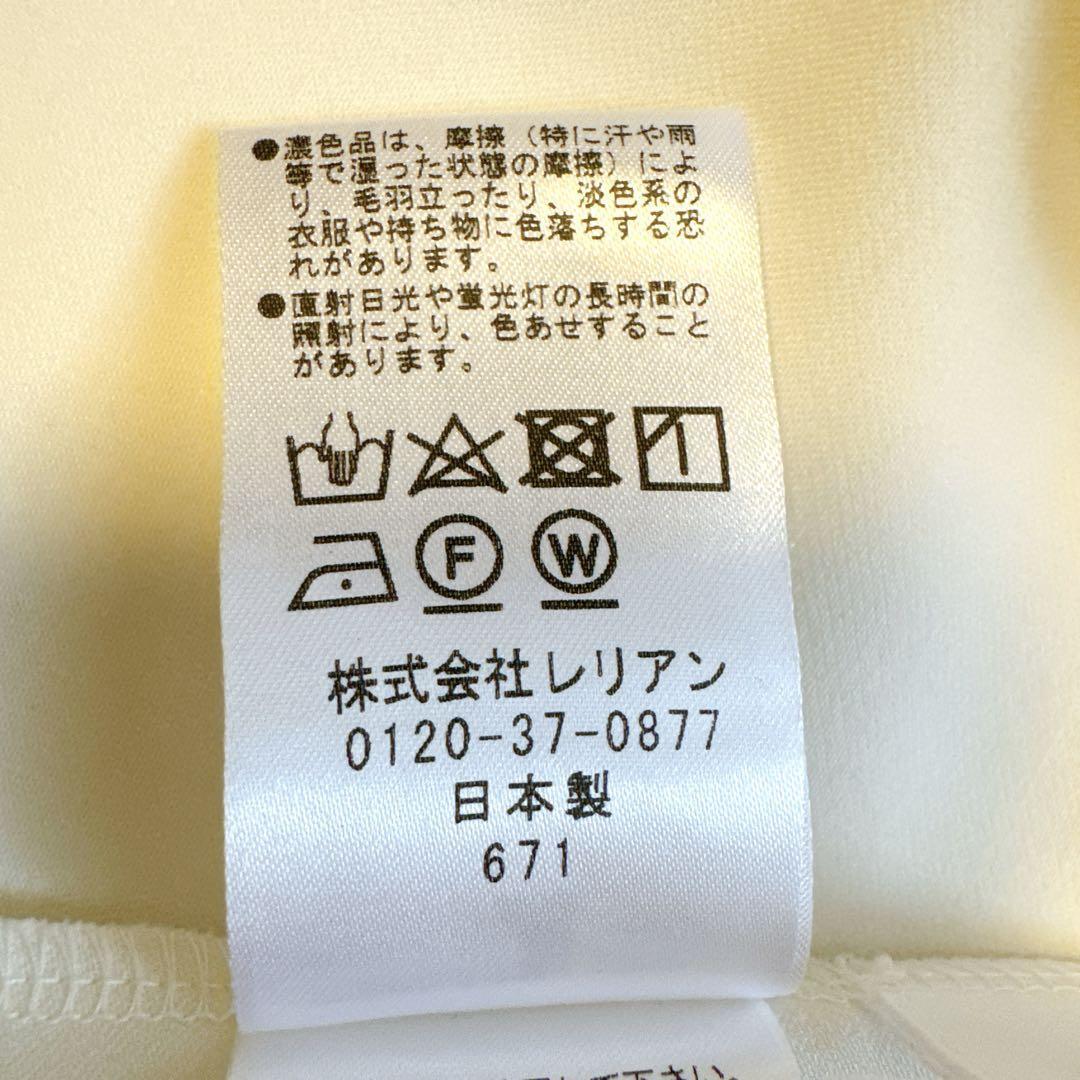 ●濃色品は、摩擦（特に汗や雨
等で湿った状態の摩擦）によ
り、毛羽立ったり、淡色系の
衣服や持ち物に色落ちする恐
れがあります。
●直射日光や蛍光灯の長時間の
照射により、色あせすること
があります。
F W
株式会社レリアン
0120-37-0877
日本製
671
して下さい。